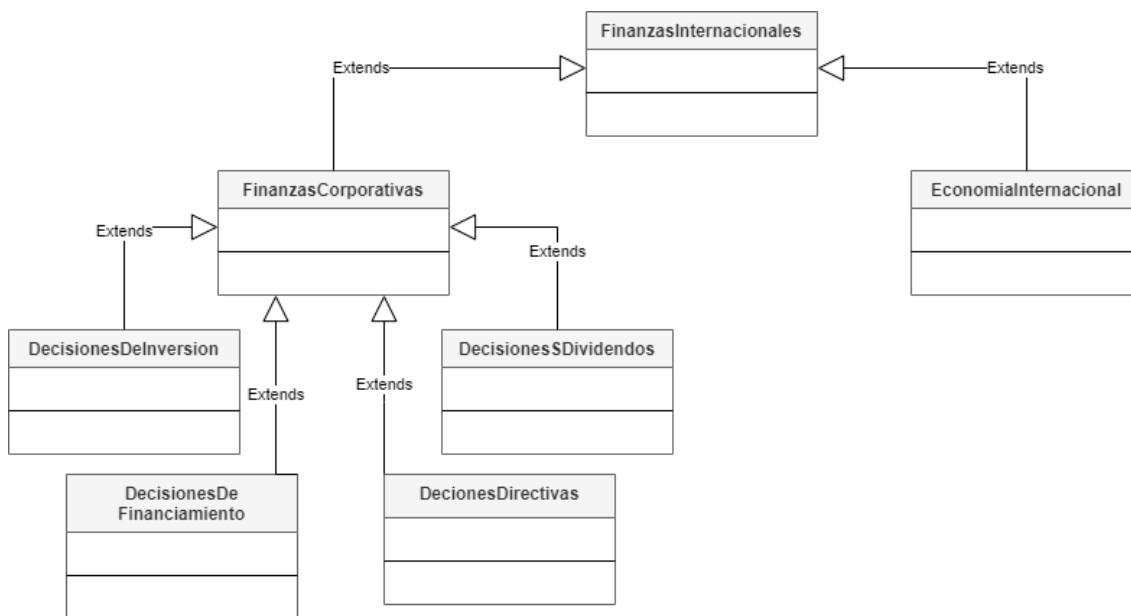 FinanzasInternacionales
Extends
Extends
FinanzasCorporativas
EconomiaInternacional
Extends
Extends
DecisionesDeInversion
DecisionesSDividendos
Extends
Extends
DecisionesDe
Financiamiento
DecionesDirectivas